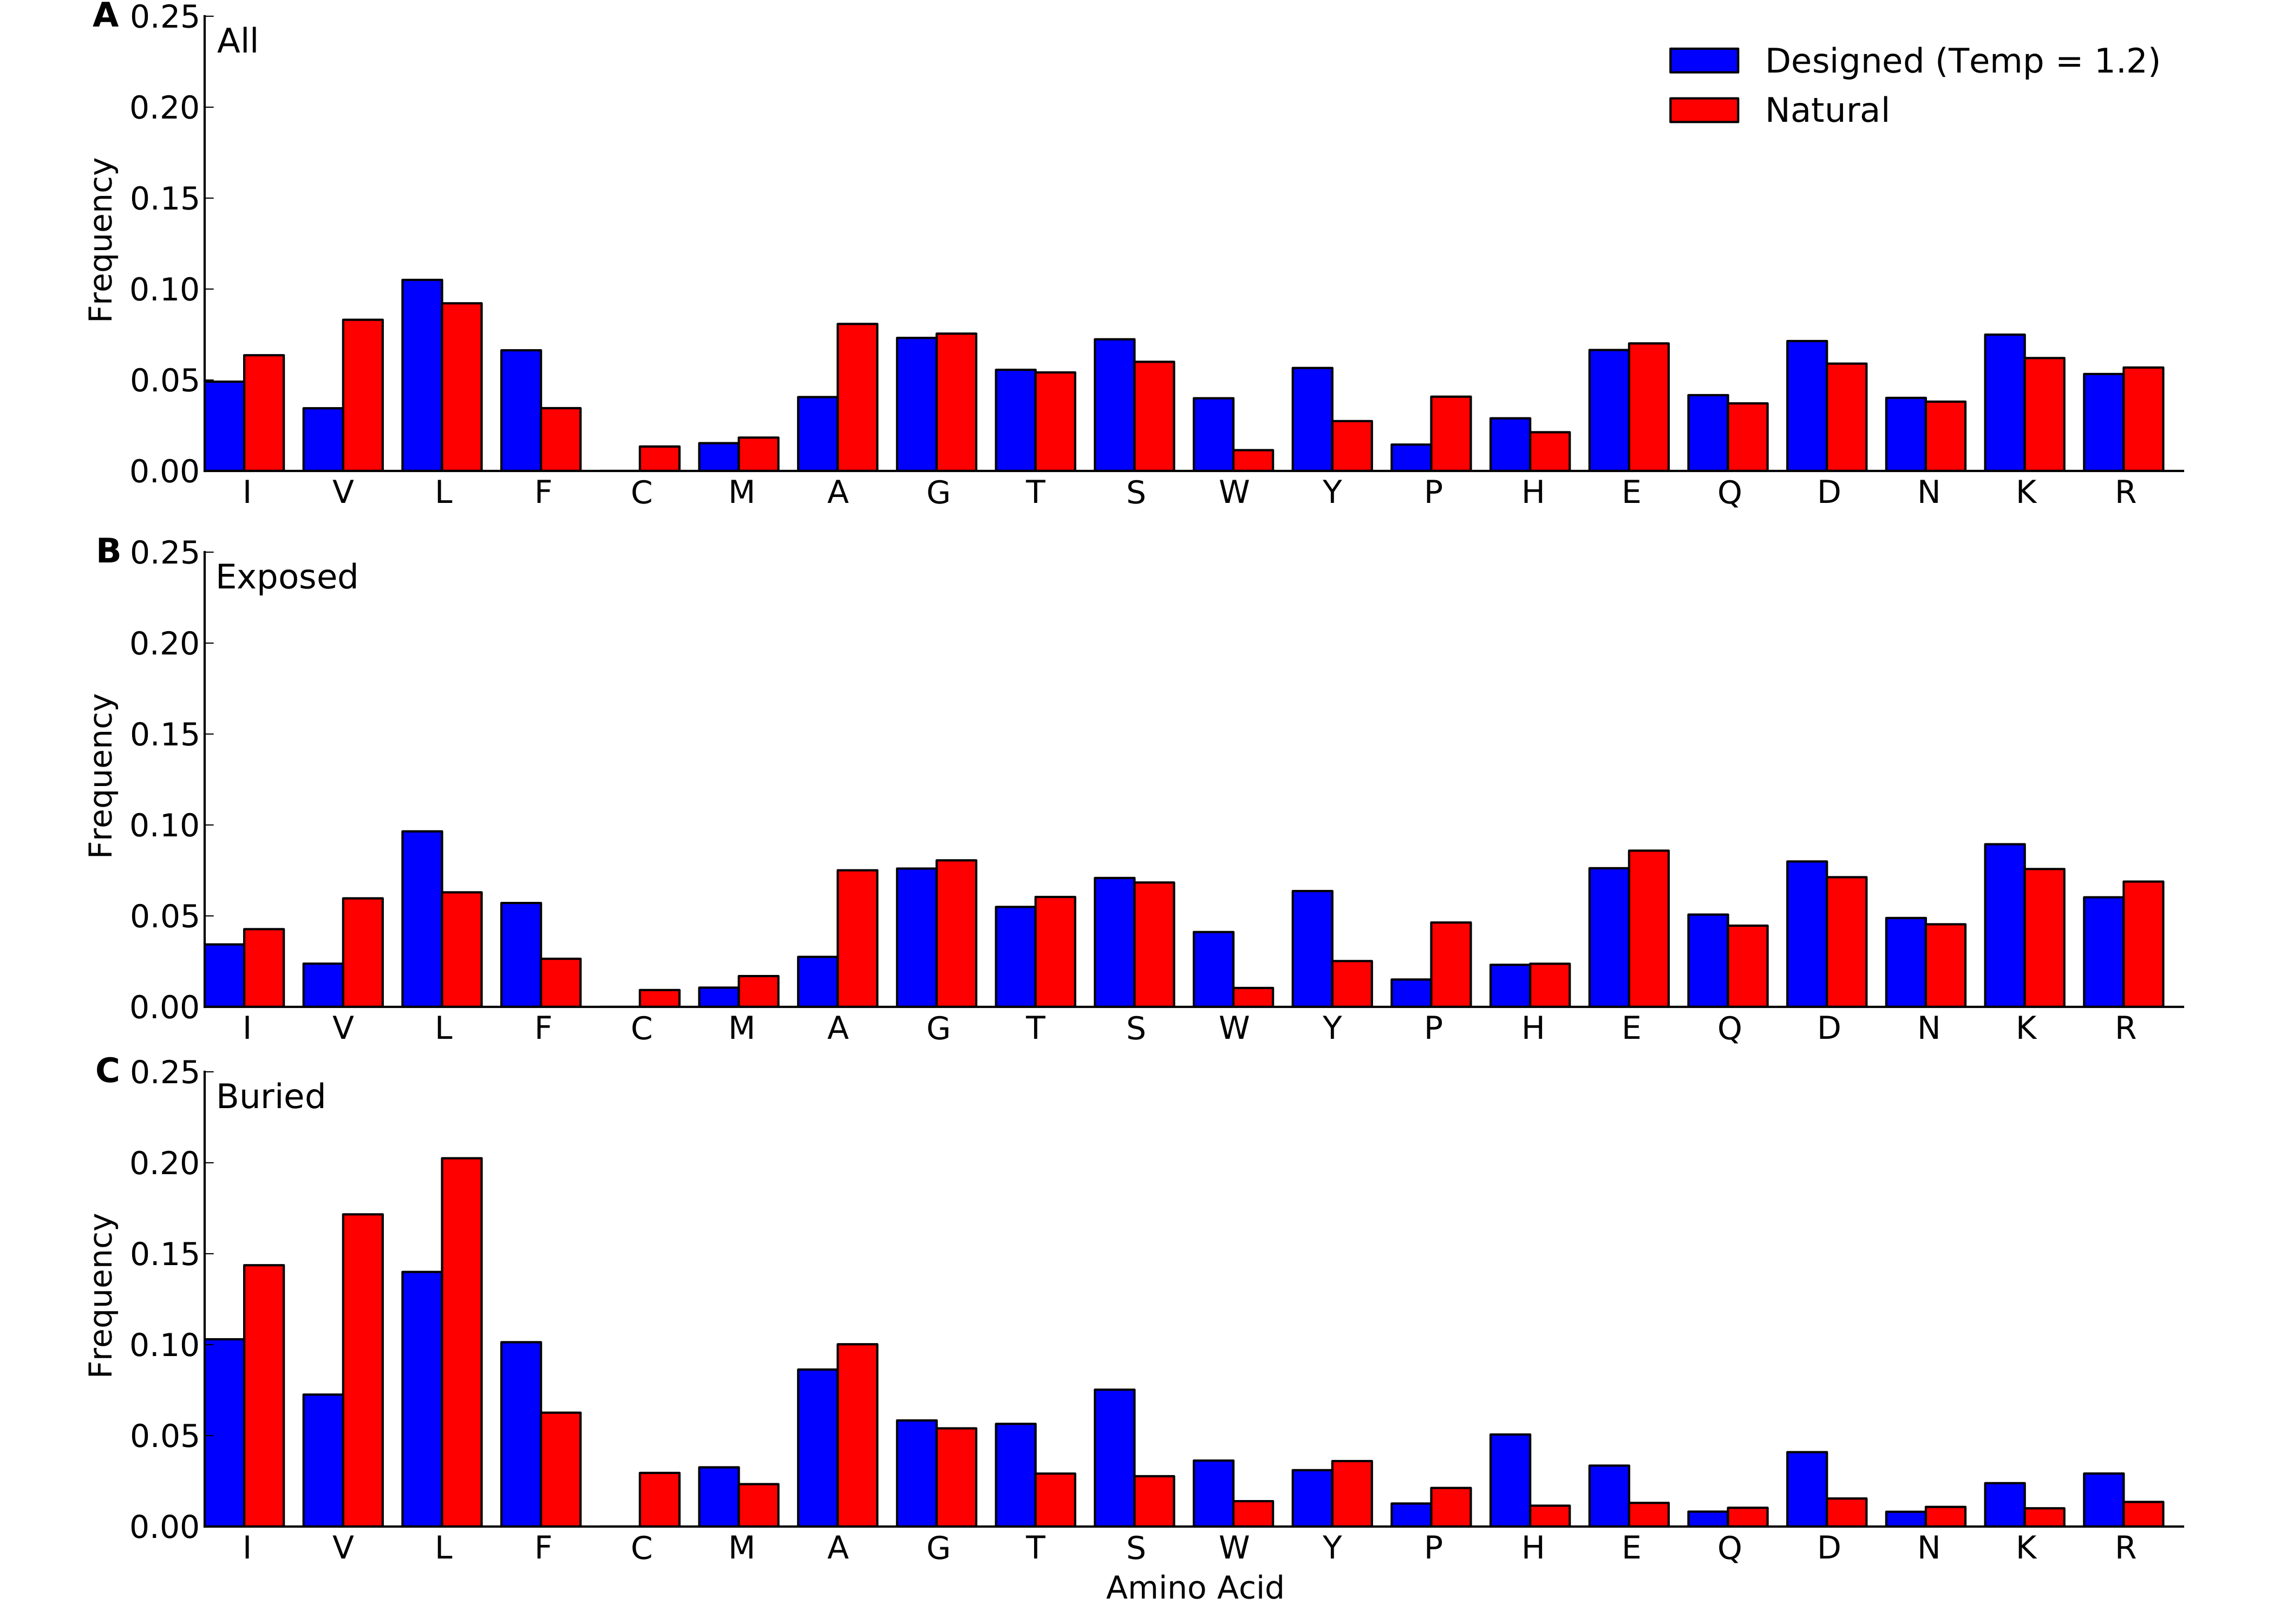 A
All
Designed (Temp = 1.2)
Natural
Frequency
0.25
0.20
0.15
0.10
0.05
0.00
I V L F C M A G T S W Y P H E Q D N K R
B
Exposed
Frequency
0.25
0.20
0.15
0.10
0.05
0.00
I V L F C M A G T S W Y P H E Q D N K R
C
Buried
Frequency
0.25
0.20
0.15
0.10
0.05
0.00
I V L F C M A G T S W Y P H E Q D N K R
Amino Acid